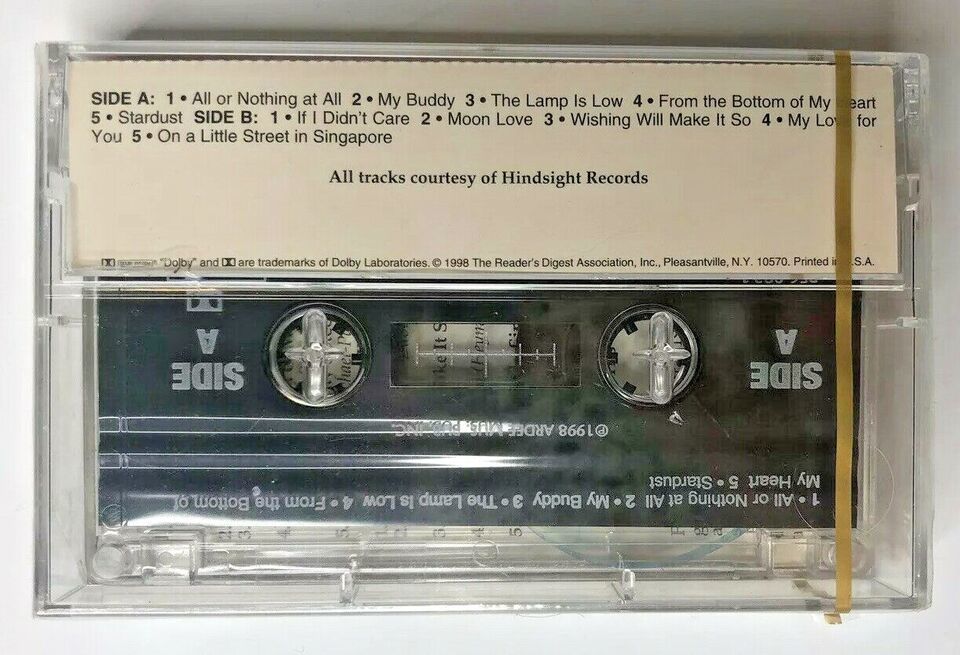 SIDE A: 1 • All or Nothing at All 2 • My Buddy 3 • The Lamp Is Low 4 • From the Bottom of My Heart
5 • Stardust SIDE B: 1 • If I Didn't Care 2 • Moon Love 3 • Wishing Will Make It So 4 • My Love for
You 5 • On a Little Street in Singapore
All tracks courtesy of Hindsight Records
"Dolby" and are trademarks of Dolby Laboratories. © 1998 The Reader's Digest Association, Inc., Pleasantville, N.Y. 10570. Printed in U.S.A.
SIDE A
SIDE A
1 • All or Nothing at All 2 • My Buddy 3 • The Lamp Is Low 4 • From the Bottom of
My Heart 5 • Stardust
℗1998 ARDEE MUS. PUB. INC.